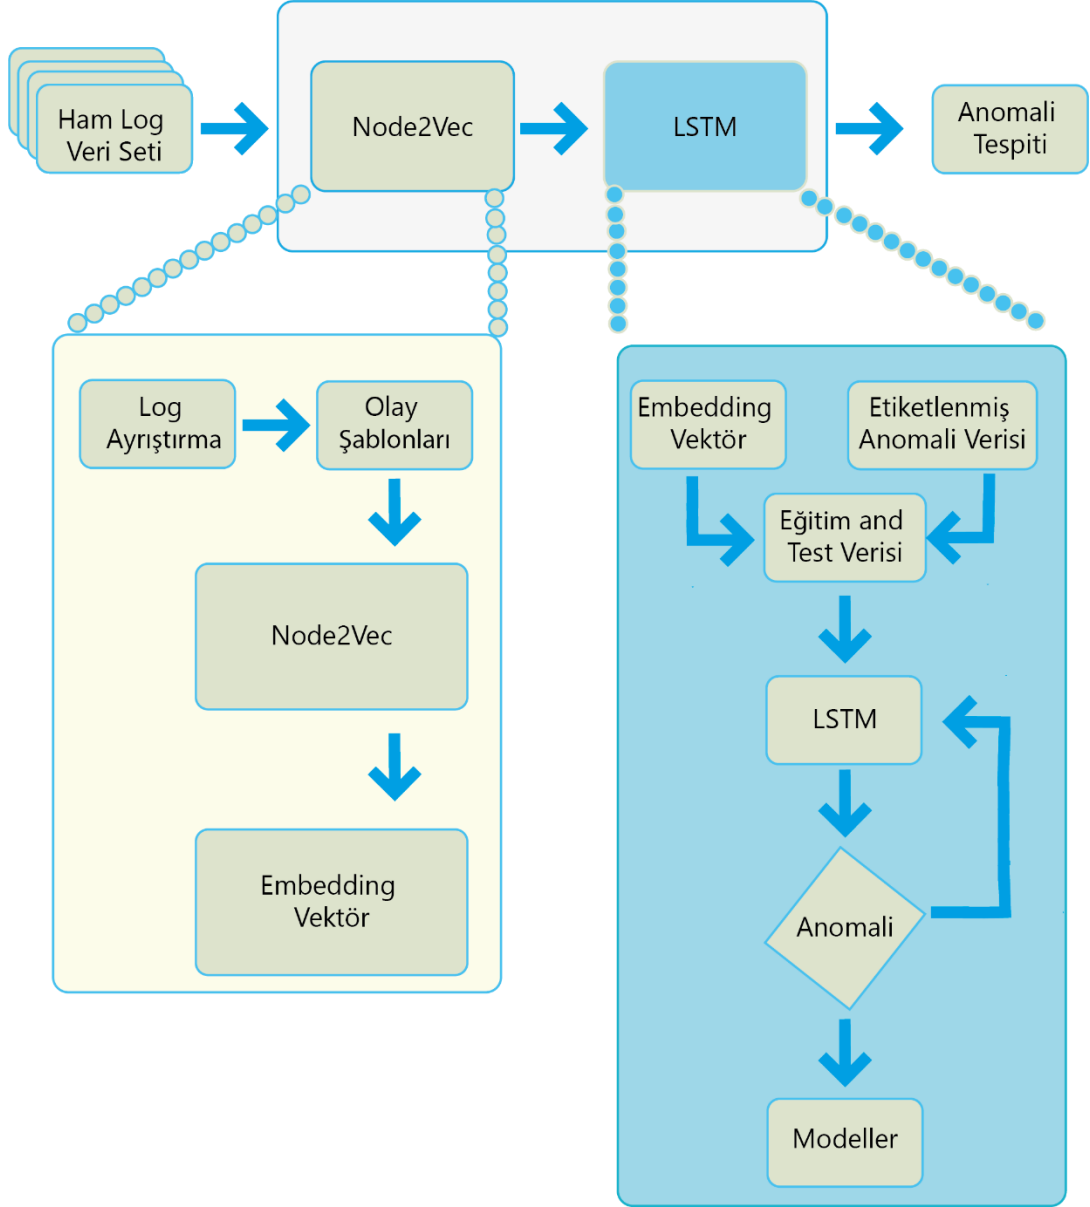 Ham Log
Veri Seti
Node2Vec
LSTM
Anomali
Tespiti
Log
Ayrıştırma
Olay
Şablonları
Node2Vec
Embedding
Vektör
Embedding
Vektör
Etiketlenmiş
Anomali Verisi
Eğitim and
Test Verisi
LSTM
Anomali
Modeller